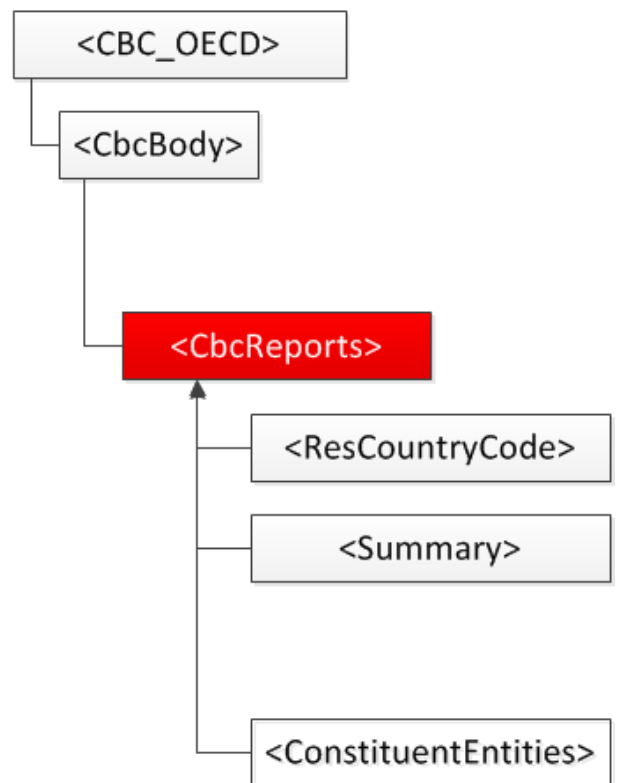 <CBC_OECD>
<CbcBody>
<CbcReports>
<ResCountryCode>
<Summary>
<ConstituentEntities>